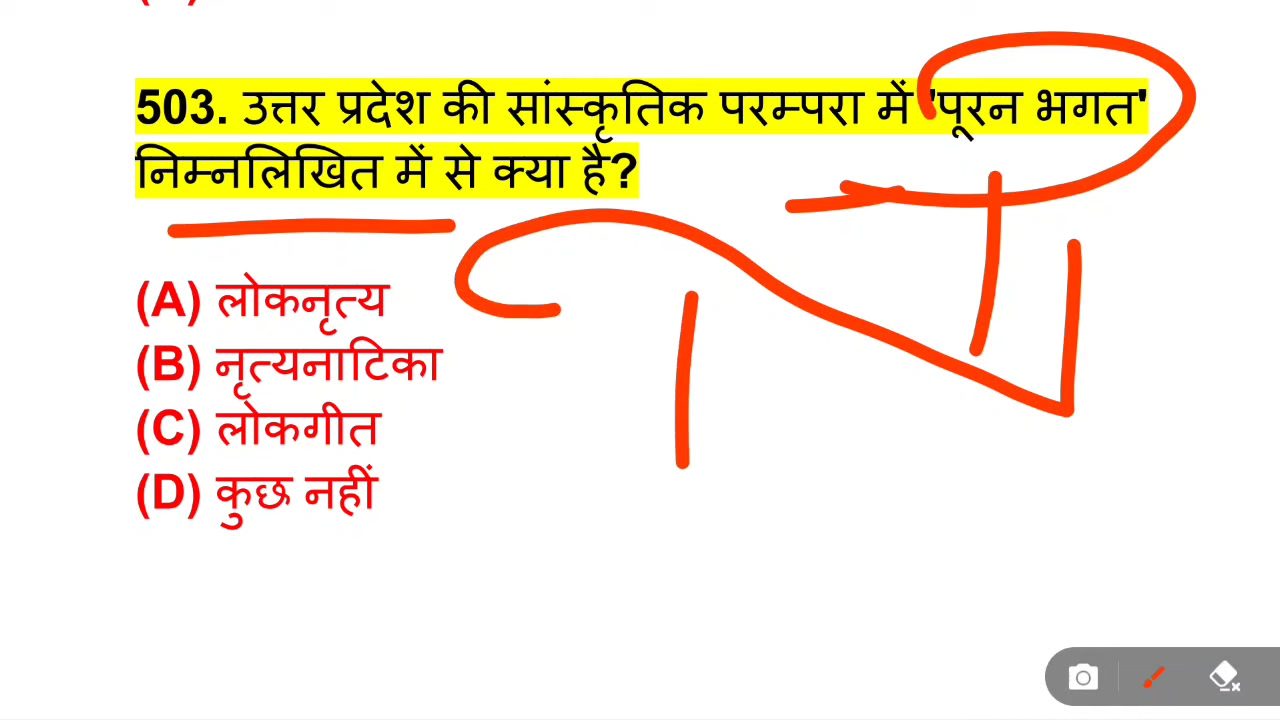 503. उत्तर प्रदेश की सांस्कृतिक परम्परा में 'पूरन भगत'
निम्नलिखित में से क्या है?
(A) लोकनृत्य
(B) नृत्यनाटिका
(C) लोकगीत
(D) कुछ नहीं